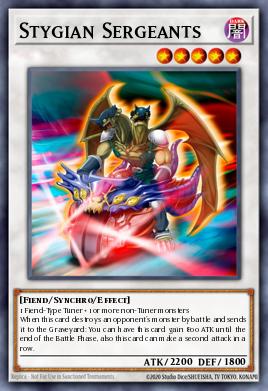 STYGIAN SERGEANTS
DARK
闇
[FIEND/SYNCHRO/EFFECT]
1 Fiend-Type Tuner + 1 or more non-Tuner monsters
When this card destroys an opponent's monster by battle and sends
it to the Graveyard: You can have this card gain 800 ATK until the
end of the Battle Phase, also this card can make a second attack in a
row.
ATK/2200 DEF/1800
Replica - Not For Use in Sanctioned Tournaments
©2020 Studio Dice/SHUEISHA, TV TOKYO, KONAMI